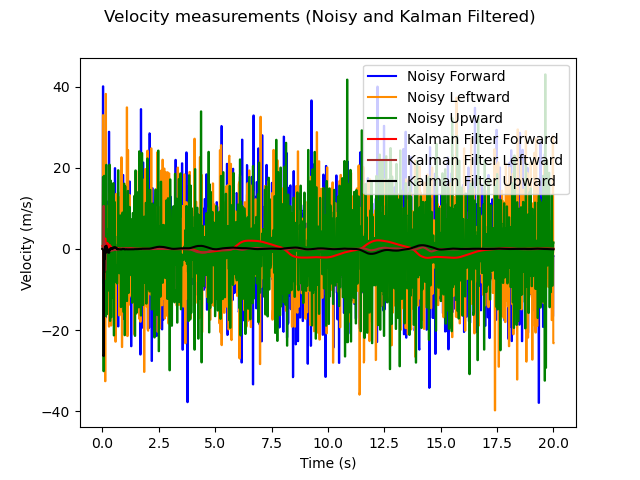 Velocity measurements (Noisy and Kalman Filtered)
Noisy Forward
Noisy Leftward
Noisy Upward
Kalman Filter Forward
Kalman Filter Leftward
Kalman Filter Upward
Velocity (m/s)
40
20
0
−20
−40
0.0 2.5 5.0 7.5 10.0 12.5 15.0 17.5 20.0
Time (s)